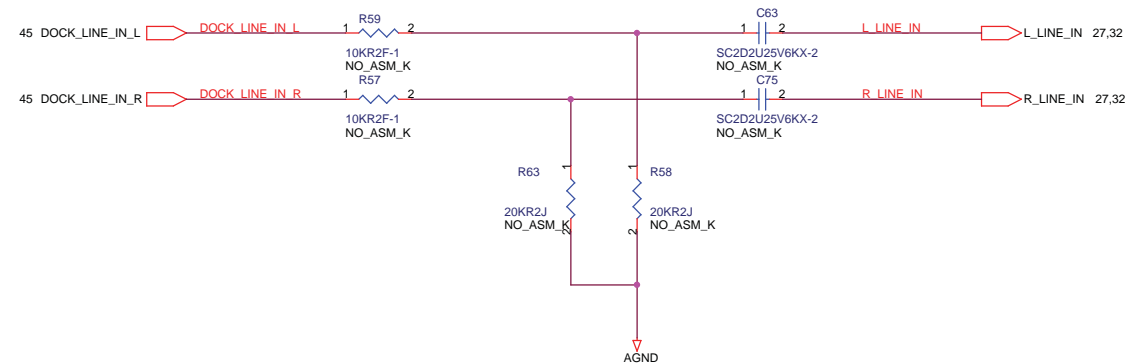 45 DOCK_LINE_IN_L DOCK_LINE_IN_L 1 R59 2 1 C63 2 L_LINE_IN L_LINE_IN 27,32
10KR2F-1 SC2D2U25V6KX-2
NO_ASM_K NO_ASM_K
45 DOCK_LINE_IN_R DOCK_LINE_IN_R 1 R57 2 1 C75 2 R_LINE_IN R_LINE_IN 27,32
10KR2F-1 SC2D2U25V6KX-2
NO_ASM_K NO_ASM_K
R63 1 1 R58
20KR2J 20KR2J
NO_ASM_K NO_ASM_K
2 2
AGND